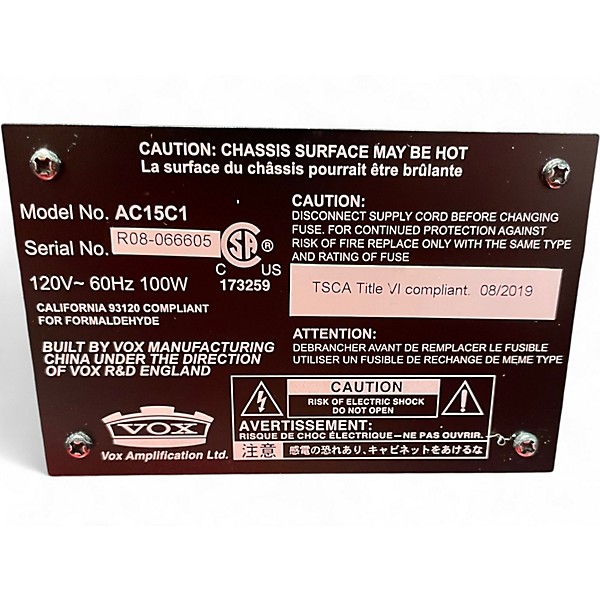 CAUTION: CHASSIS SURFACE MAY BE HOT
La surface du châssis pourrait être brûlante
Model No. AC15C1
Serial No. R08-066605
120V~ 60Hz 100W
CALIFORNIA 93120 COMPLIANT
FOR FORMALDEHYDE
BUILT BY VOX MANUFACTURING
CHINA UNDER THE DIRECTION
OF VOX R&D ENGLAND
SA ®
C US
173259
CAUTION:
DISCONNECT SUPPLY CORD BEFORE CHANGING
FUSE. FOR CONTINUED PROTECTION AGAINST
RISK OF FIRE REPLACE ONLY WITH THE SAME TYPE
AND RATING OF FUSE
TSCA Title VI compliant. 08/2019
ATTENTION:
DEBRANCHER AVANT DE REMPLACER LE FUSIBLE
UTILISER UN FUSIBLE DE RECHANGE DE MEME TYPE
VOX
Vox Amplification Ltd.
CAUTION
RISK OF ELECTRIC SHOCK
DO NOT OPEN
AVERTISSEMENT:
RISQUE DE CHOC ÉLECTRIQUE–NE PAS OUVRIR.
注意 感電の恐れあり、キャビネットをあけるな